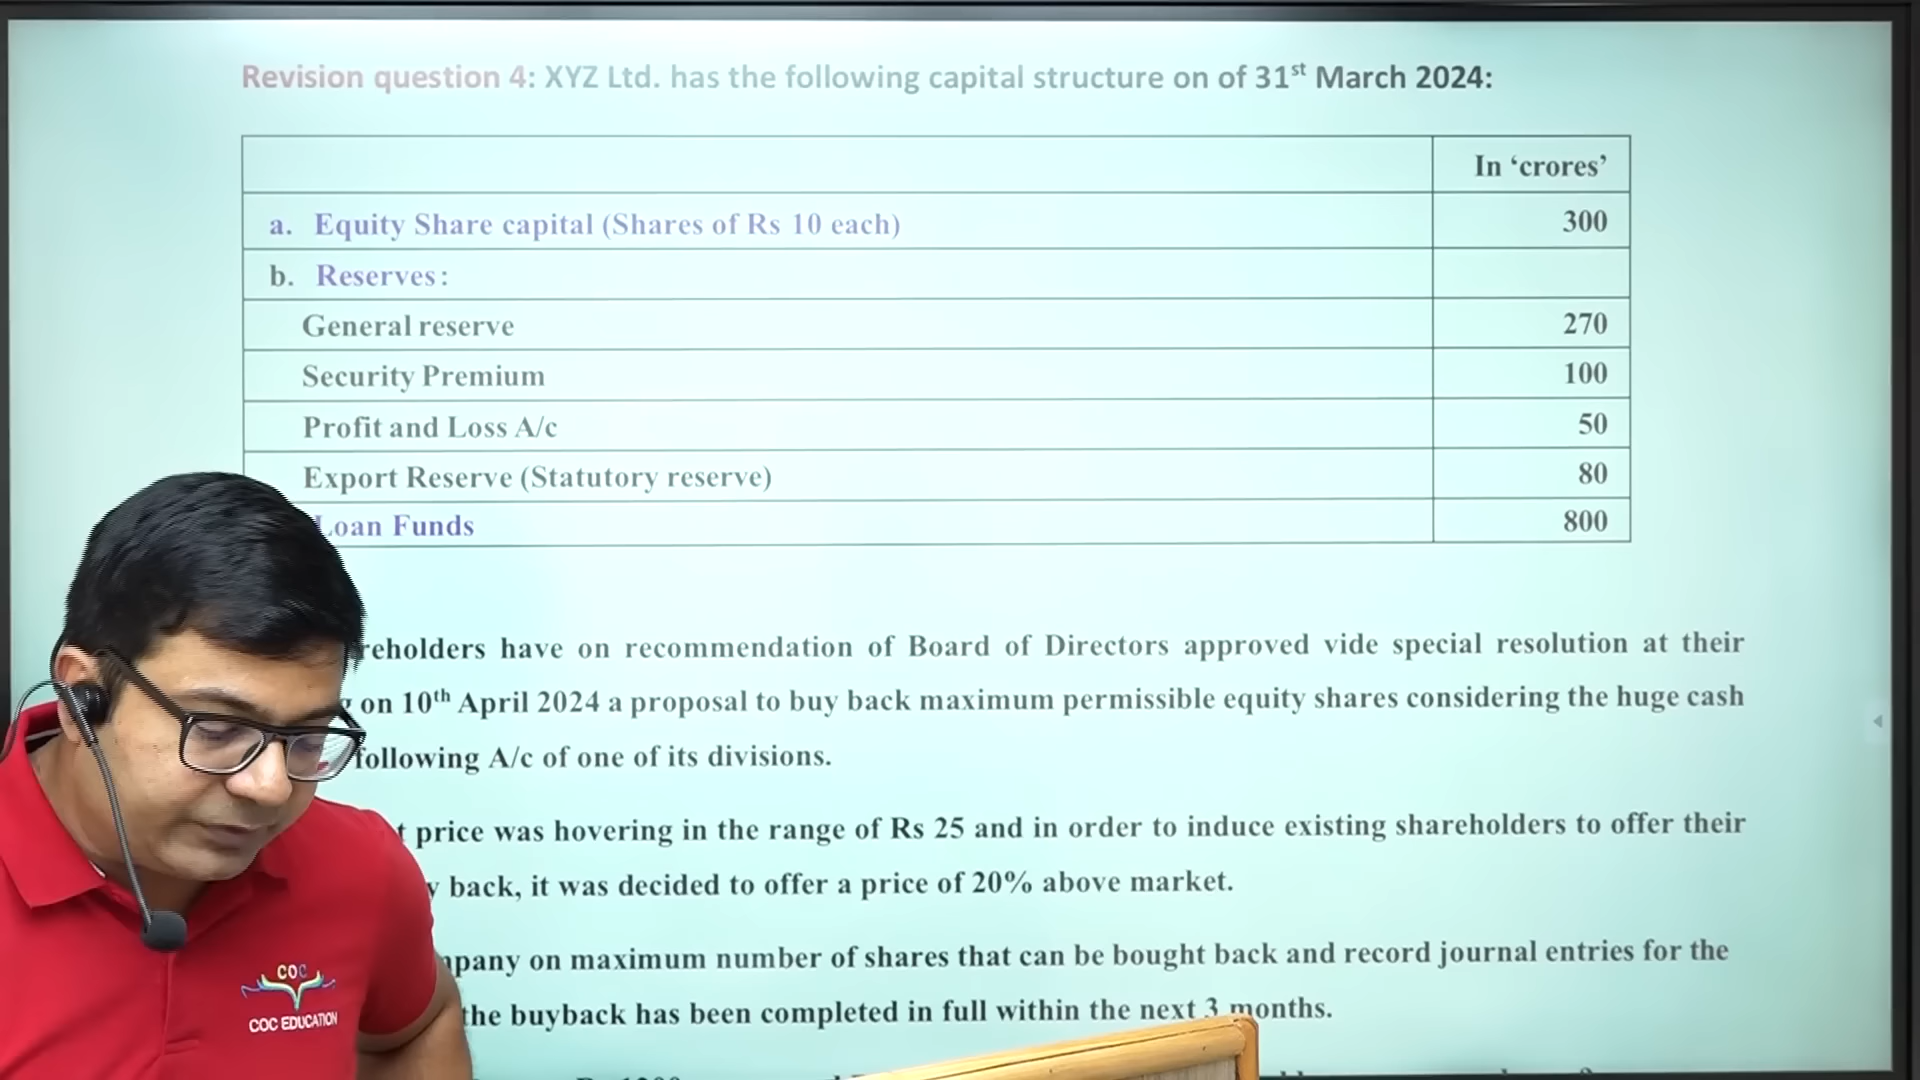 Revision question 4: XYZ Ltd. has the following capital structure on of 31st March 2024:
In ‘crores’
a. Equity Share capital (Shares of Rs 10 each) 300
b. Reserves:
General reserve 270
Security Premium 100
Profit and Loss A/c 50
Export Reserve (Statutory reserve) 80
Loan Funds 800
reholders have on recommendation of Board of Directors approved vide special resolution at their
on 10th April 2024 a proposal to buy back maximum permissible equity shares considering the huge cash
following A/c of one of its divisions.
t price was hovering in the range of Rs 25 and in order to induce existing shareholders to offer their
y back, it was decided to offer a price of 20% above market.
pany on maximum number of shares that can be bought back and record journal entries for the
the buyback has been completed in full within the next 3 months.
COC
COC EDUCATION